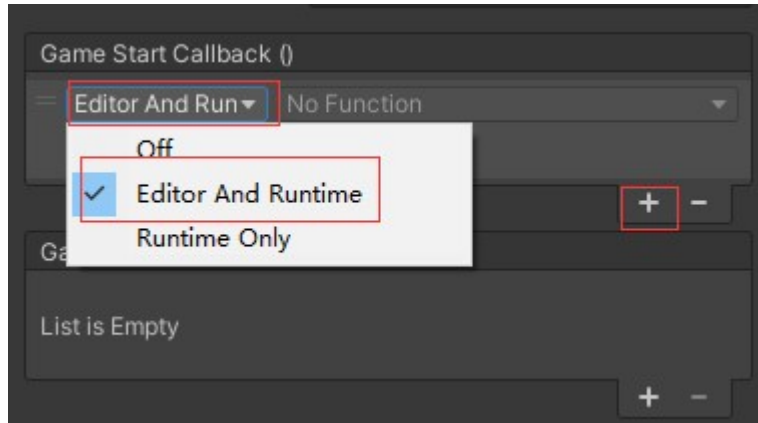 Game Start Callback ()
Editor And Run No Function
Off
Editor And Runtime
Runtime Only
Ga
List is Empty